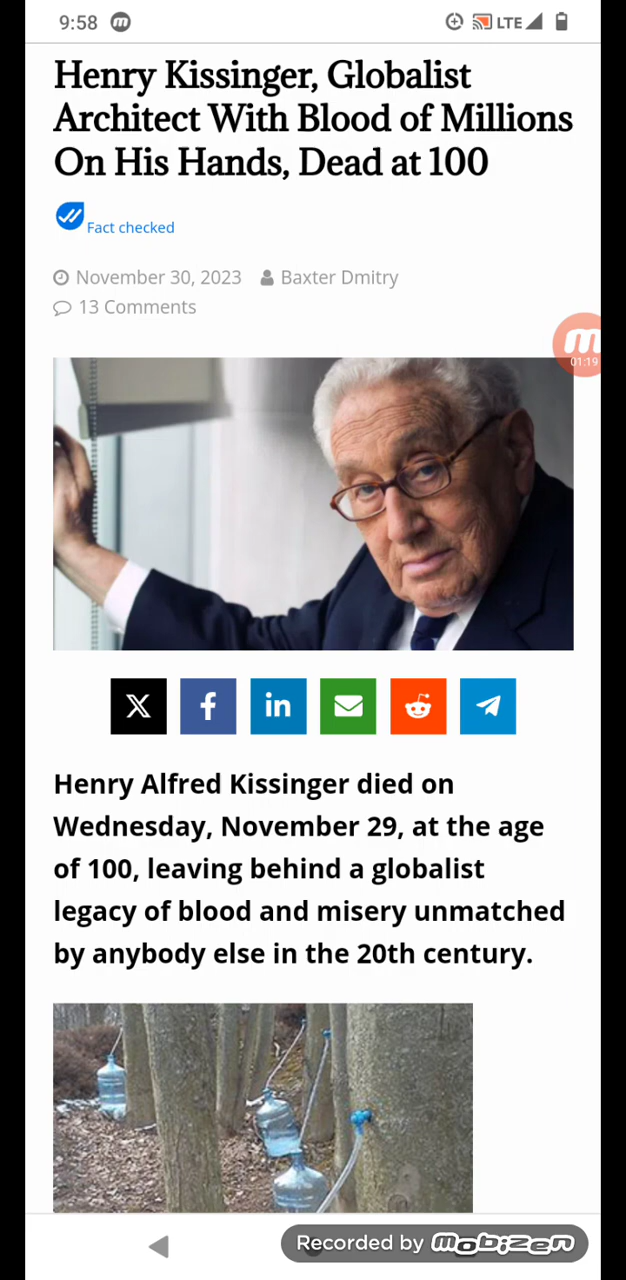 9:58
LTE
Henry Kissinger, Globalist
Architect With Blood of Millions
On His Hands, Dead at 100
Fact checked
November 30, 2023 Baxter Dmitry
13 Comments
m
01:19
X f in
Henry Alfred Kissinger died on
Wednesday, November 29, at the age
of 100, leaving behind a globalist
legacy of blood and misery unmatched
by anybody else in the 20th century.
Recorded by mobizen